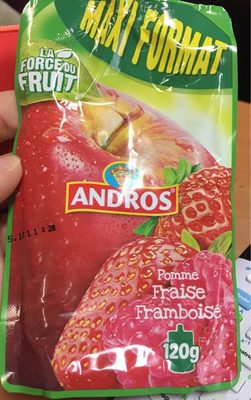 MAXI FORMAT
LA
FORCE DU
FRUIT
ANDROS®
Pomme
Fraise
Framboise
120g